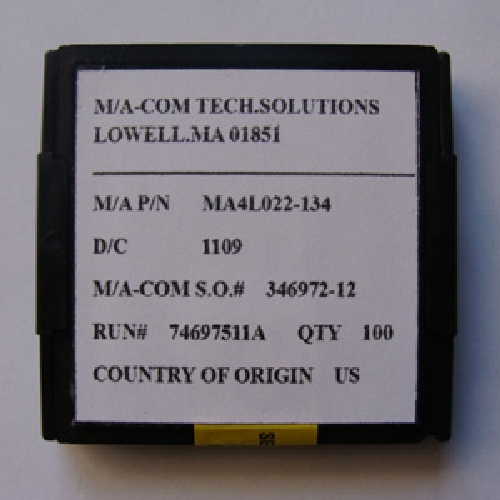 M/A-COM TECH.SOLUTIONS
LOWELL.MA 01851
M/A P/N MA4L022-134
D/C 1109
M/A-COM S.O.# 346972-12
RUN# 74697511A QTY 100
COUNTRY OF ORIGIN US